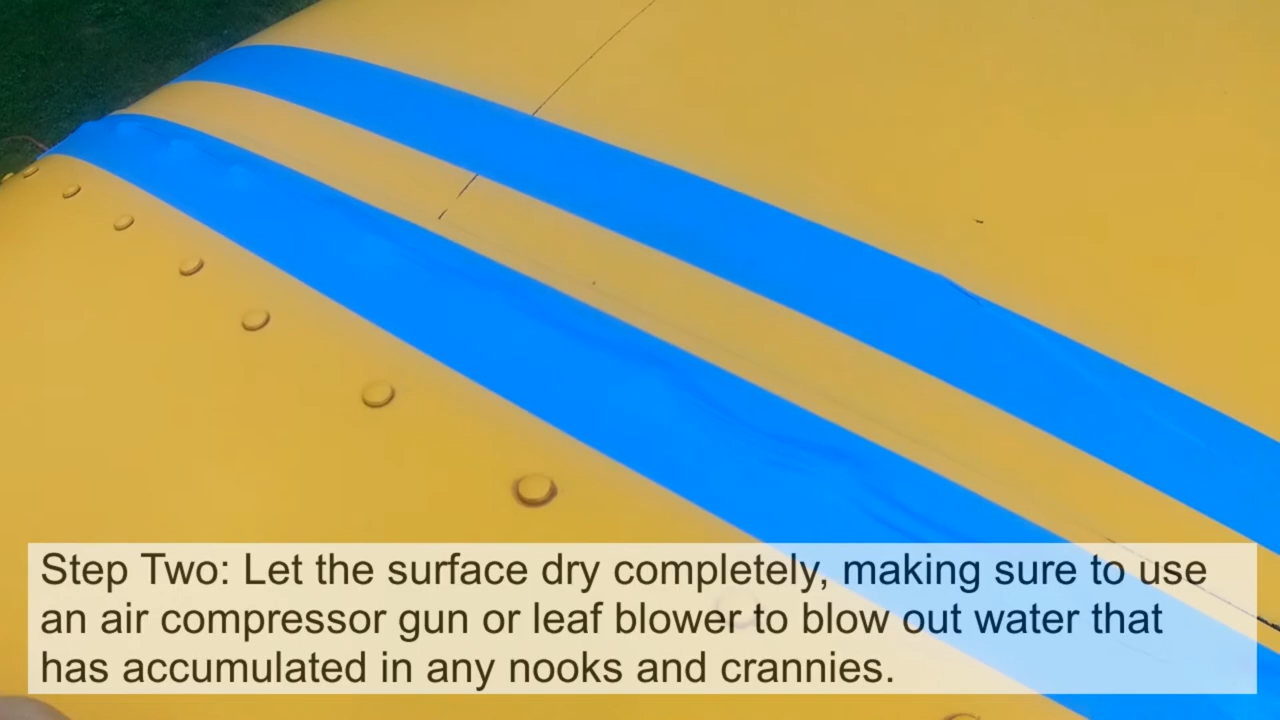 Step Two: Let the surface dry completely, making sure to use
an air compressor gun or leaf blower to blow out water that
has accumulated in any nooks and crannies.